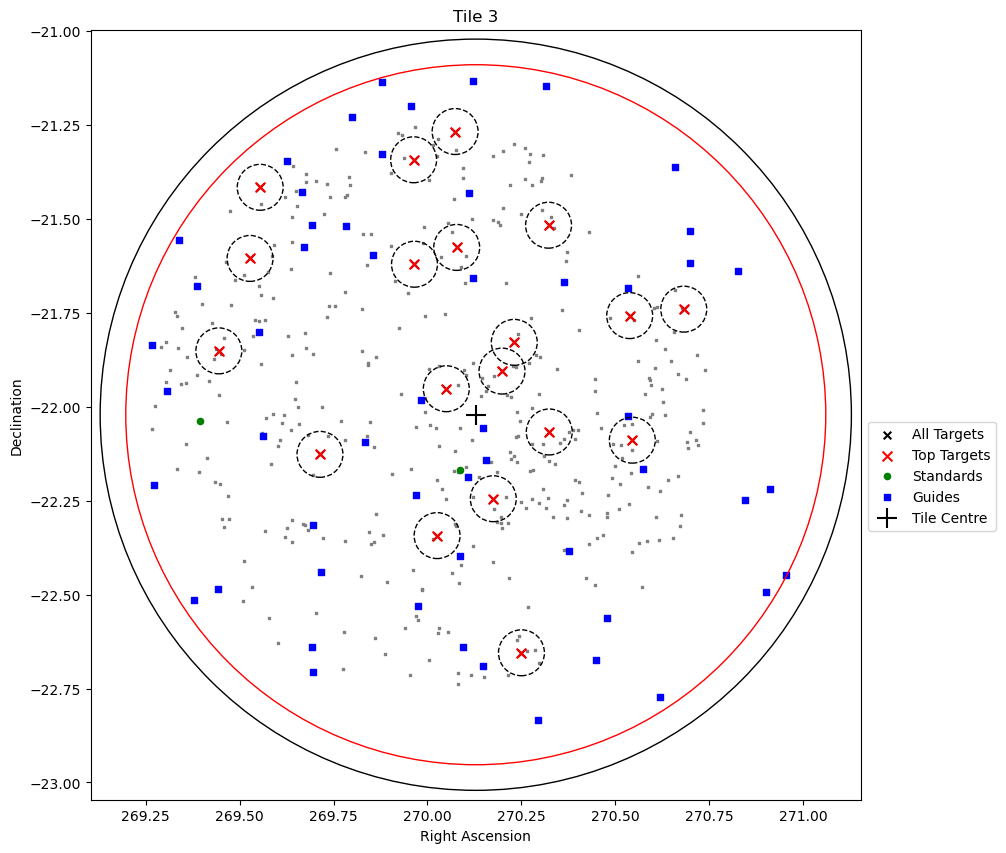 Tile 3
−21.00
−21.25
−21.50
−21.75
−22.00
−22.25
−22.50
−22.75
−23.00
Declination
269.25 269.50 269.75 270.00 270.25 270.50 270.75 271.00
Right Ascension
All Targets
Top Targets
Standards
Guides
Tile Centre